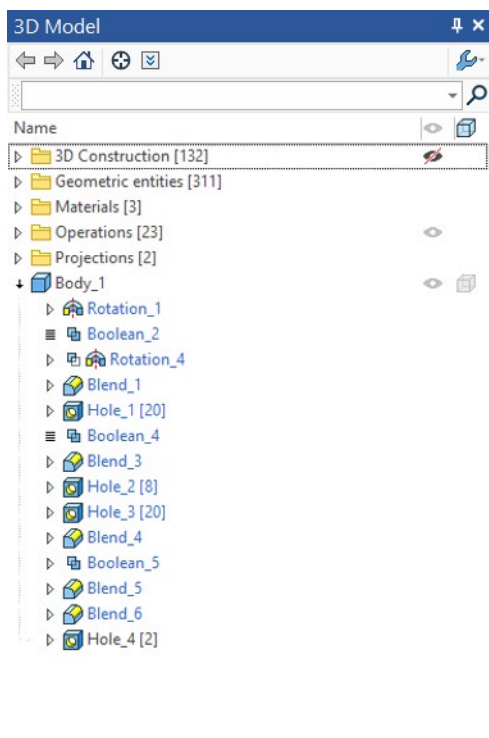 3D Model
Name
3D Construction [132]
Geometric entities [311]
Materials [3]
Operations [23]
Projections [2]
Body_1
Rotation_1
Boolean_2
Rotation_4
Blend_1
Hole_1 [20]
Boolean_4
Blend_3
Hole_2 [8]
Hole_3 [20]
Blend_4
Boolean_5
Blend_5
Blend_6
Hole_4 [2]